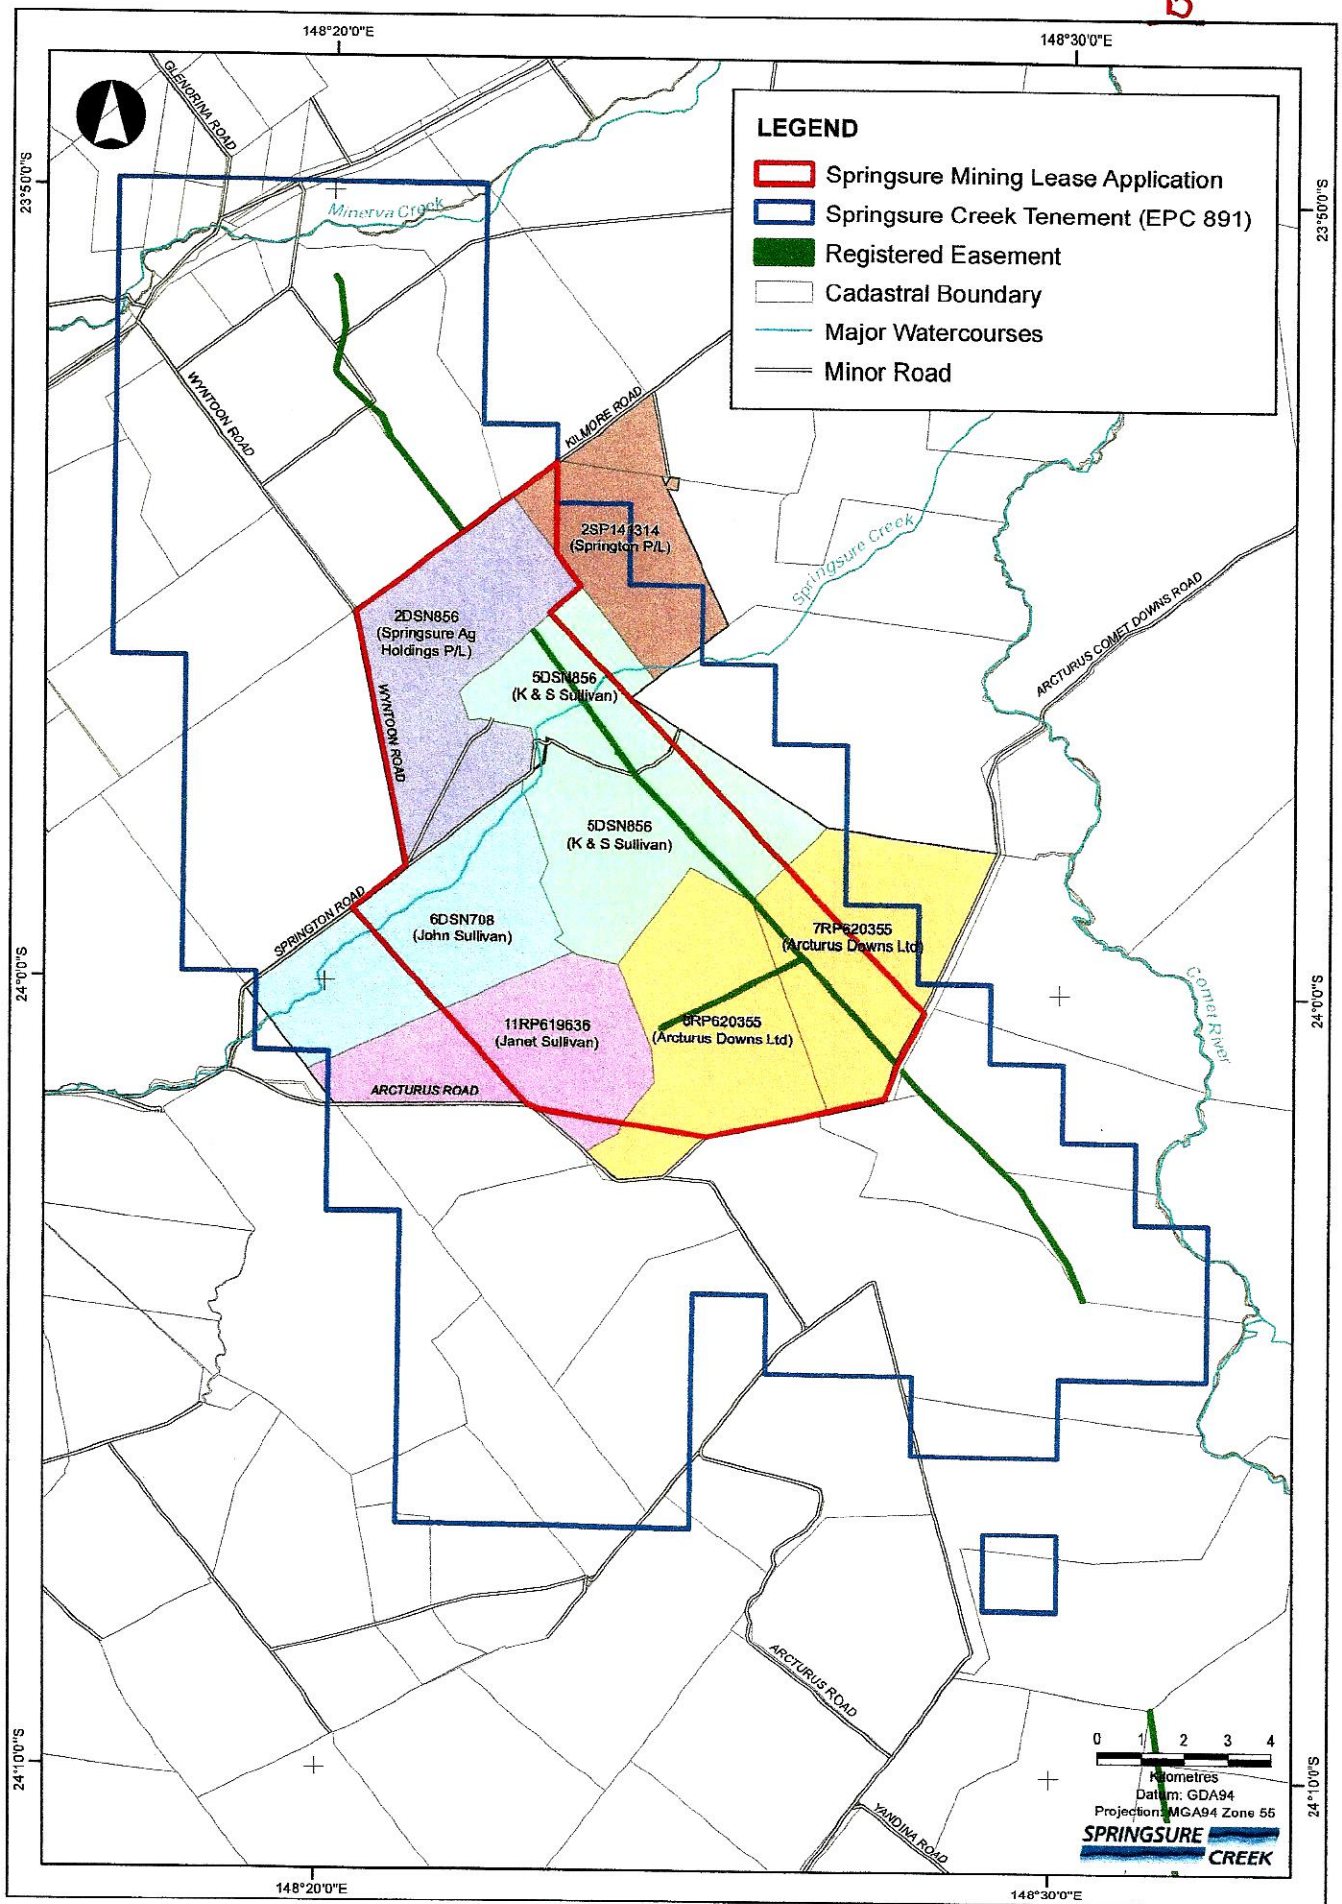 B
148°20'0"E
148°30'0"E
GLENORINA ROAD
LEGEND
Springsure Mining Lease Application
Springsure Creek Tenement (EPC 891)
Registered Easement
Cadastral Boundary
Major Watercourses
Minor Road
23°50'0"S
23°50'0"S
Minerva Creek
WYNTOON ROAD
KILMORE ROAD
2SP141314
(Springton P/L)
Springsure Creek
ARCTURUS COMET DOWNS ROAD
2DSN856
(Springsure Ag
Holdings P/L)
5DSN856
(K & S Sullivan)
WYNTOON ROAD
5DSN856
(K & S Sullivan)
SPRINGTON ROAD
6DSN708
(John Sullivan)
7RP620355
(Arcturus Downs Ltd)
24°0'0"S
24°0'0"S
Comet River
11RP619636
(Janet Sullivan)
6RP620355
(Arcturus Downs Ltd)
ARCTURUS ROAD
ARCTURUS ROAD
24°10'0"S
24°10'0"S
0 1 2 3 4
Kilometres
Datum: GDA94
Projection: MGA94 Zone 55
YANDINA ROAD
SPRINGSURE
CREEK
148°20'0"E
148°30'0"E